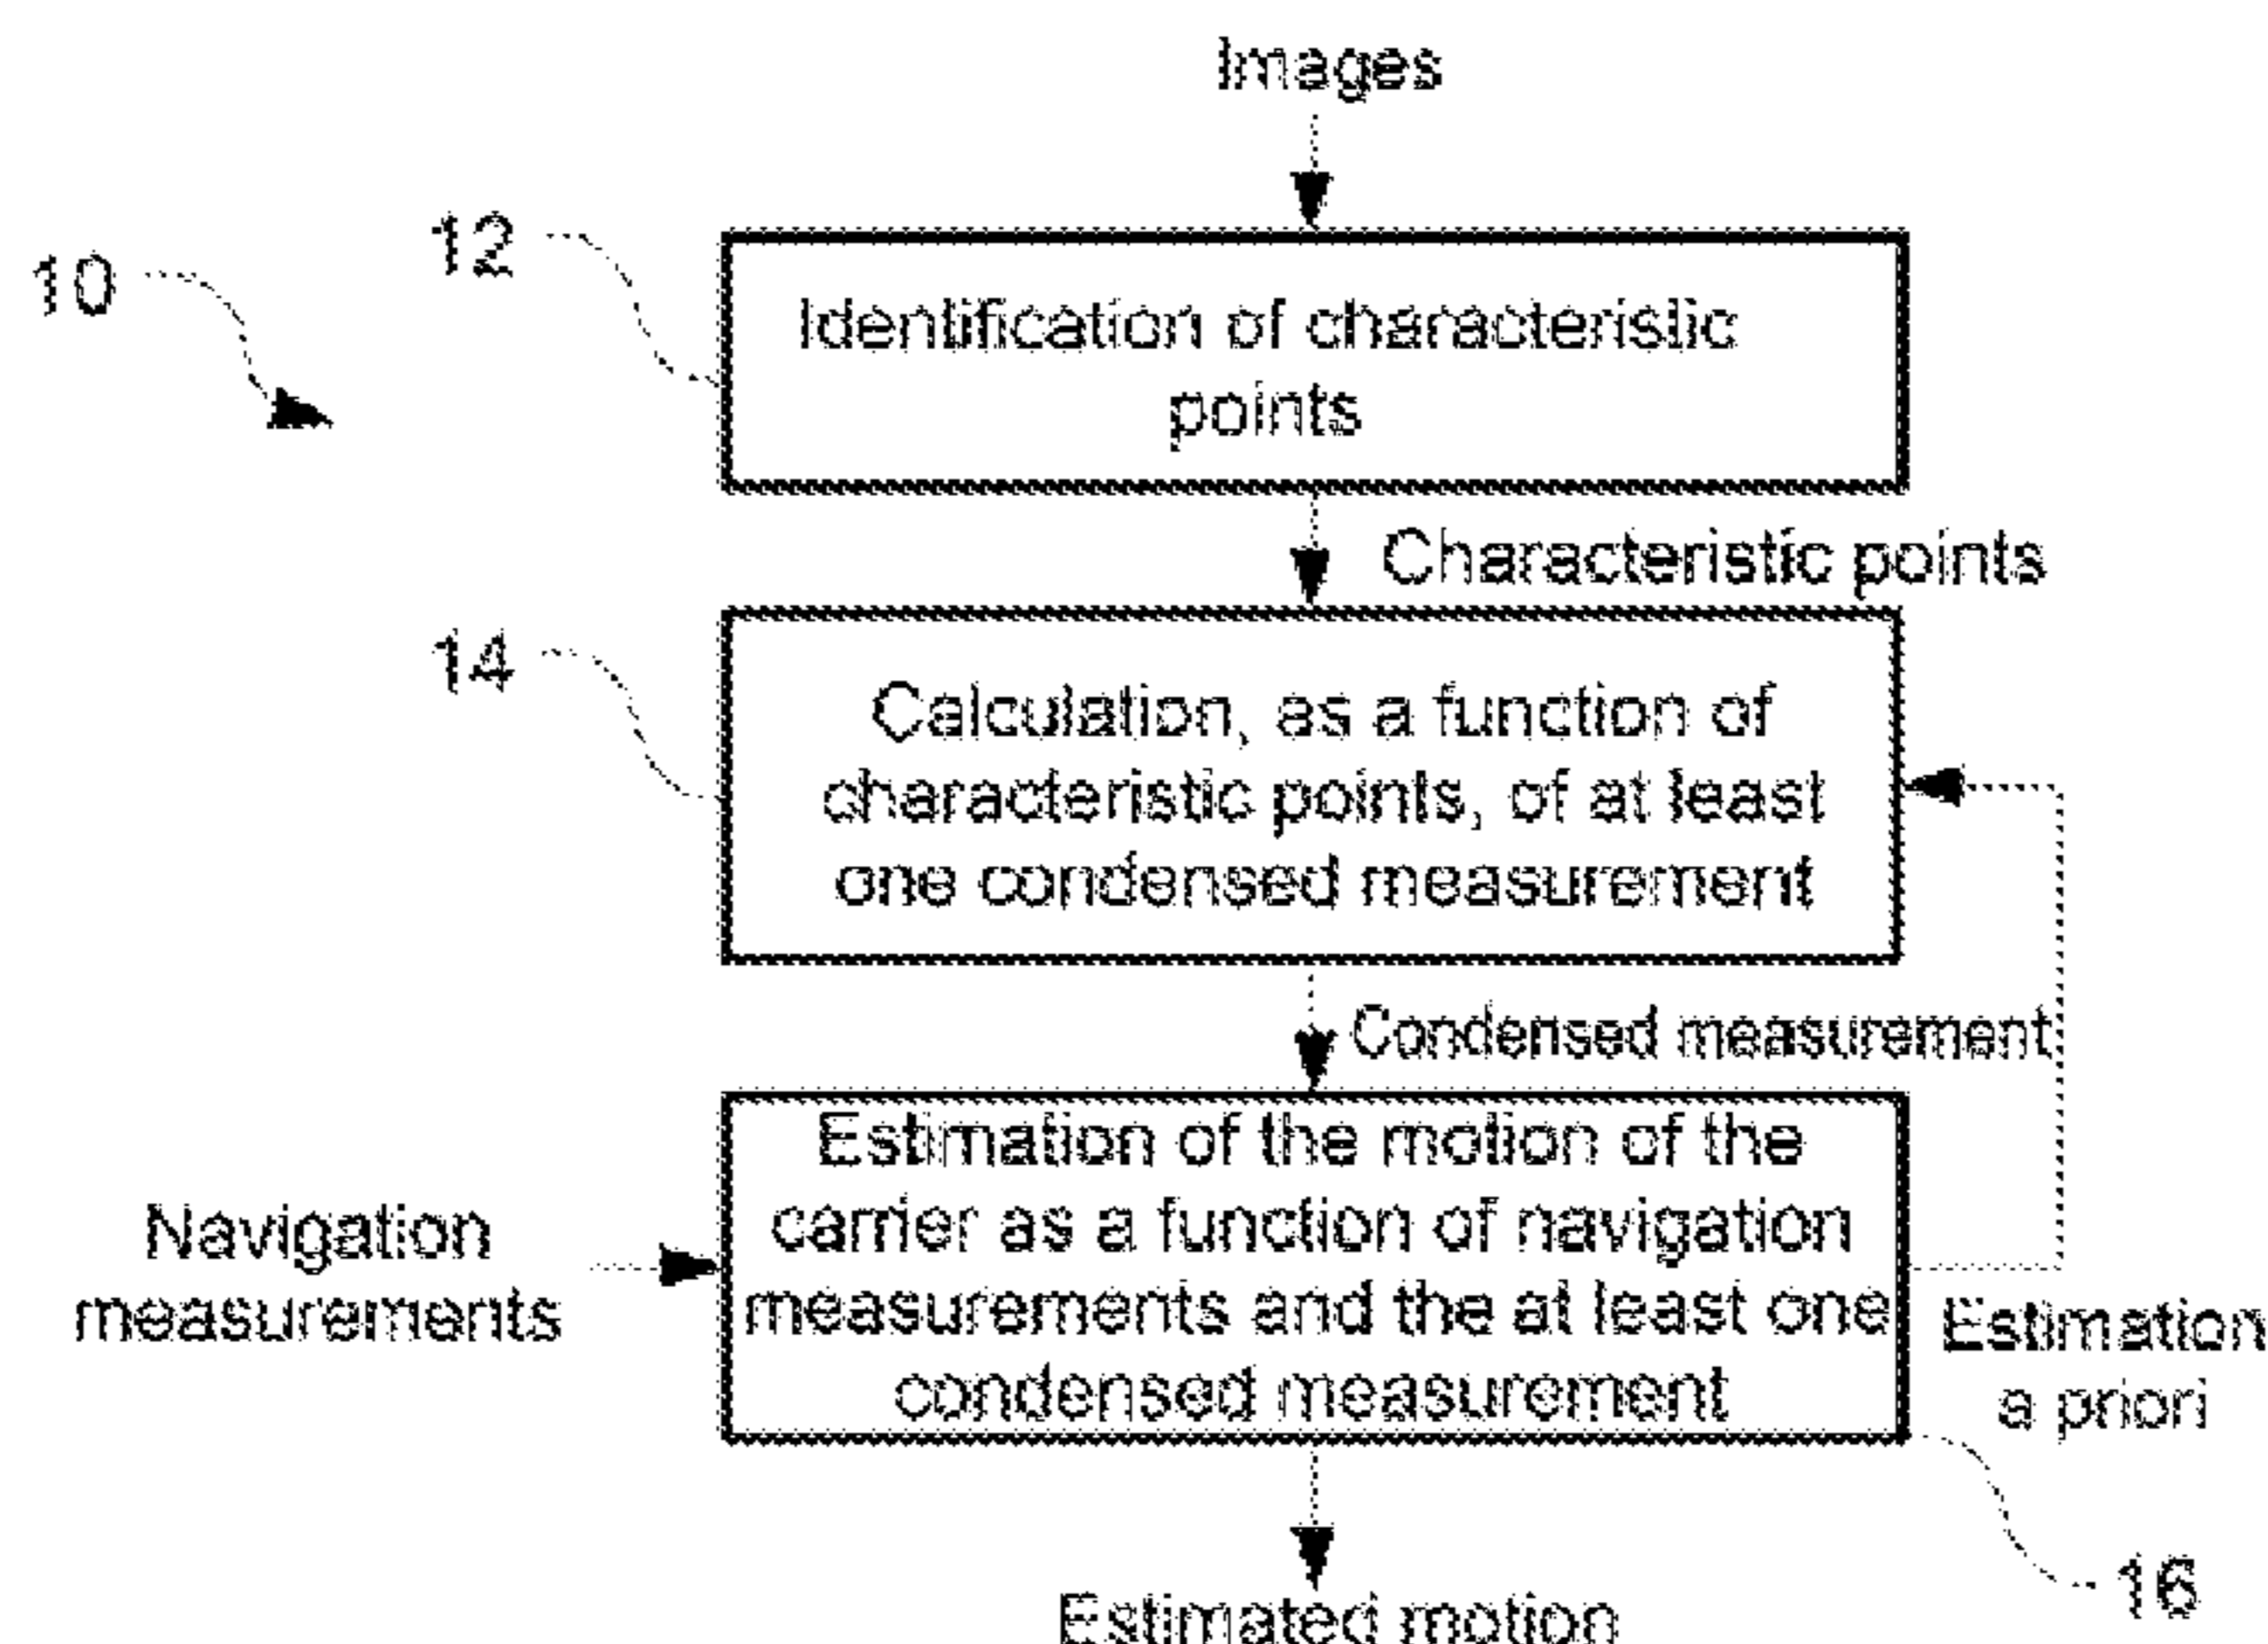 Images
12
10
Identification of characteristic
points
Characteristic points
14
Calculation, as a function of
characteristic points, of at least
one condensed measurement
Condensed measurement
Estimation of the motion of the
carrier as a function of navigation
measurements and the at least one
condensed measurement
Navigation
measurements
Estimation
a priori
16
Estimated motion